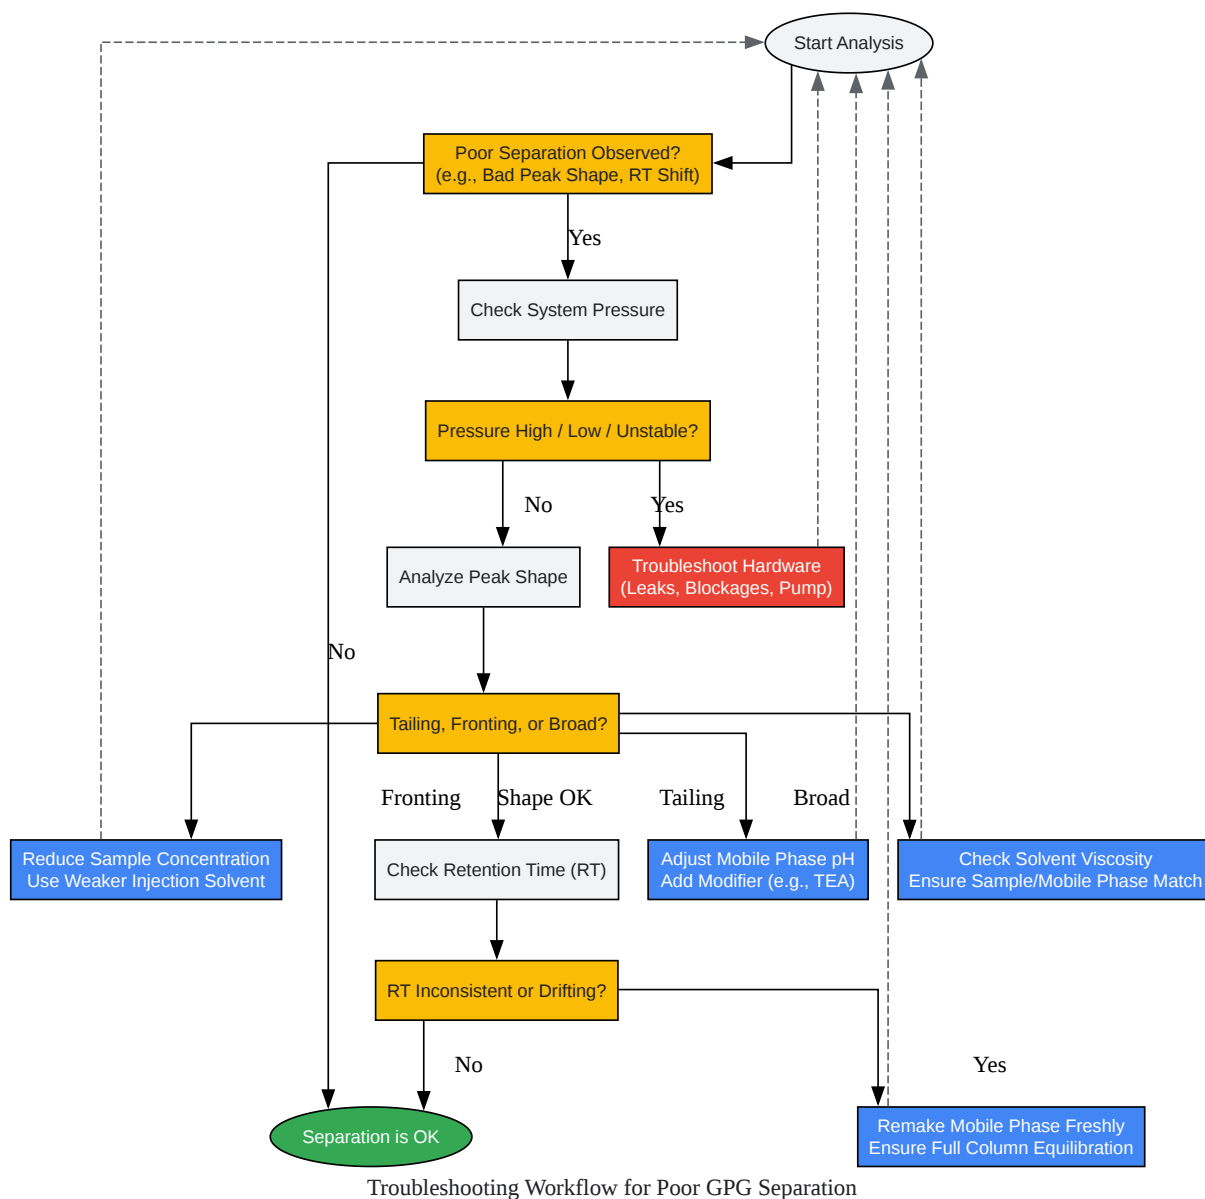 Start Analysis
Poor Separation Observed?
(e.g., Bad Peak Shape, RT Shift)
Yes
Check System Pressure
Pressure High / Low / Unstable?
No
Yes
Analyze Peak Shape
Troubleshoot Hardware
(Leaks, Blockages, Pump)
No
Tailing, Fronting, or Broad?
Fronting
Shape OK
Tailing
Broad
Reduce Sample Concentration
Use Weaker Injection Solvent
Check Retention Time (RT)
Adjust Mobile Phase pH
Add Modifier (e.g., TEA)
Check Solvent Viscosity
Ensure Sample/Mobile Phase Match
RT Inconsistent or Drifting?
No
Yes
Separation is OK
Remake Mobile Phase Freshly
Ensure Full Column Equilibration
Troubleshooting Workflow for Poor GPG Separation